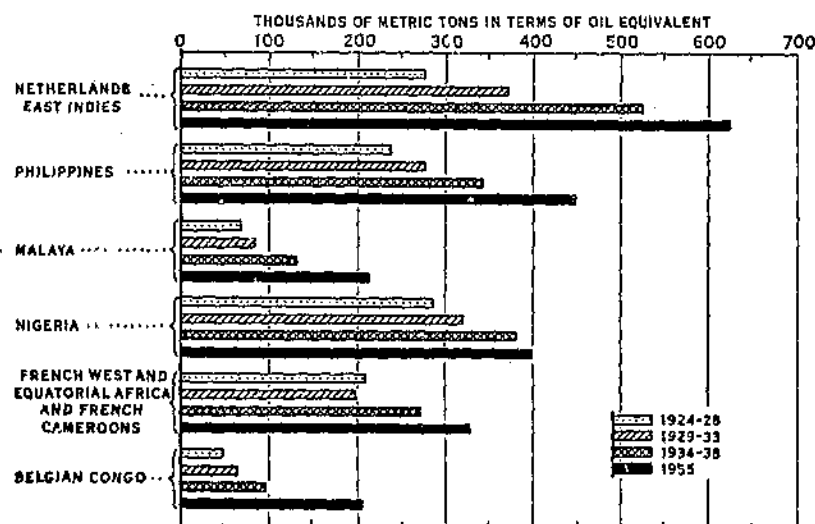 THOUSANDS OF METRIC TONS IN TERMS OF OIL EQUIVALENT
0 100 200 300 400 500 600 700
NETHERLANDS
EAST INDIES
PHILIPPINES
MALAYA
NIGERIA
FRENCH WEST AND
EQUATORIAL AFRICA
AND FRENCH
CAMEROONS
BELGIAN CONGO
1924-28
1929-33
1934-38
1955